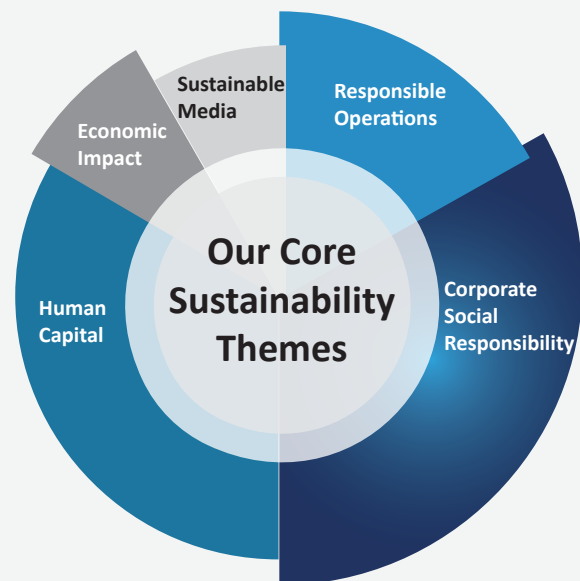 Sustainable
Media
Responsible
Operations
Economic
Impact
Our Core
Sustainability
Themes
Human
Capital
Corporate
Social
Responsibility